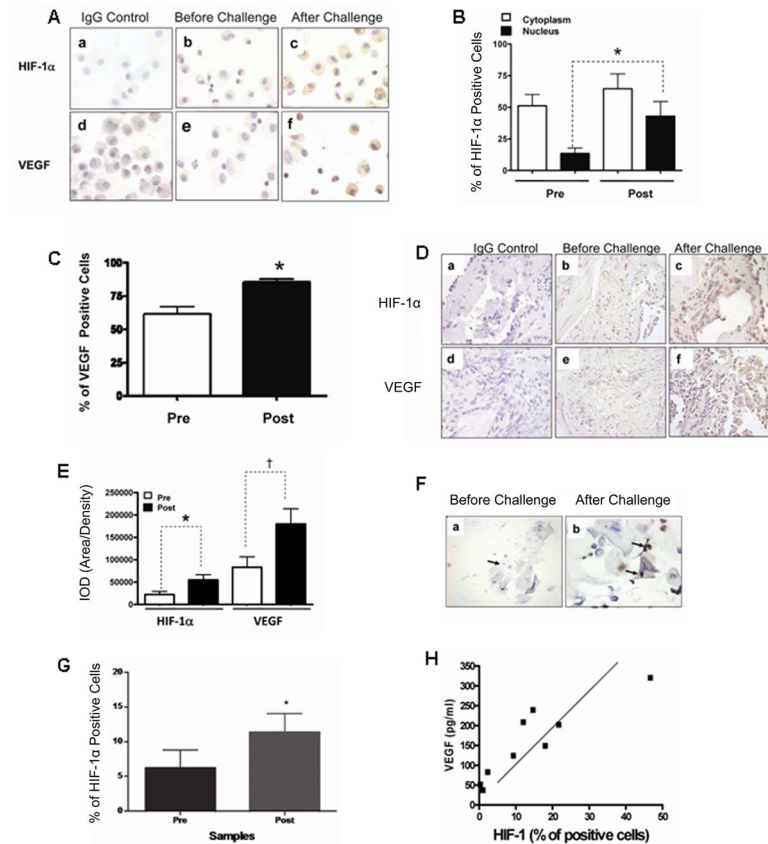 A
IgG Control Before Challenge After Challenge
HIF-1α
a b c
VEGF
d e f
B
Cytoplasm
Nucleus
% of HIF-1α Positive Cells
100
75
50
25
0
*
Pre Post
C
% of VEGF Positive Cells
100
75
50
25
0
*
Pre Post
D
IgG Control Before Challenge After Challenge
HIF-1α
a b c
VEGF
d e f
E
IOD (Area/Density)
250000
200000
150000
100000
50000
0
Pre
Post
*
†
HIF-1α VEGF
F
Before Challenge After Challenge
a b
G
% of HIF-1α Positive Cells
20
15
10
5
0
*
Pre Post
Samples
H
VEGF (pg/ml)
350
300
250
200
150
100
50
0
0 10 20 30 40 50
HIF-1 (% of positive cells)